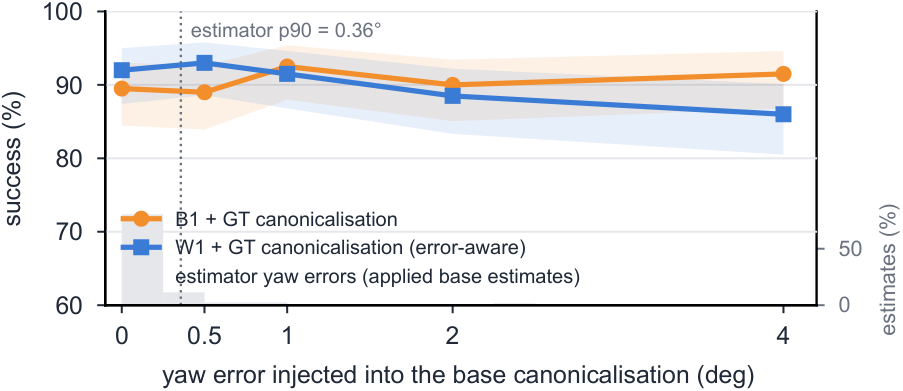 100
estimator p90 = 0.36°
90
80
70
60
success (%)
B1 + GT canonicalisation
W1 + GT canonicalisation (error-aware)
estimator yaw errors (applied base estimates)
50
0
estimates (%)
0 0.5 1 2 4
yaw error injected into the base canonicalisation (deg)